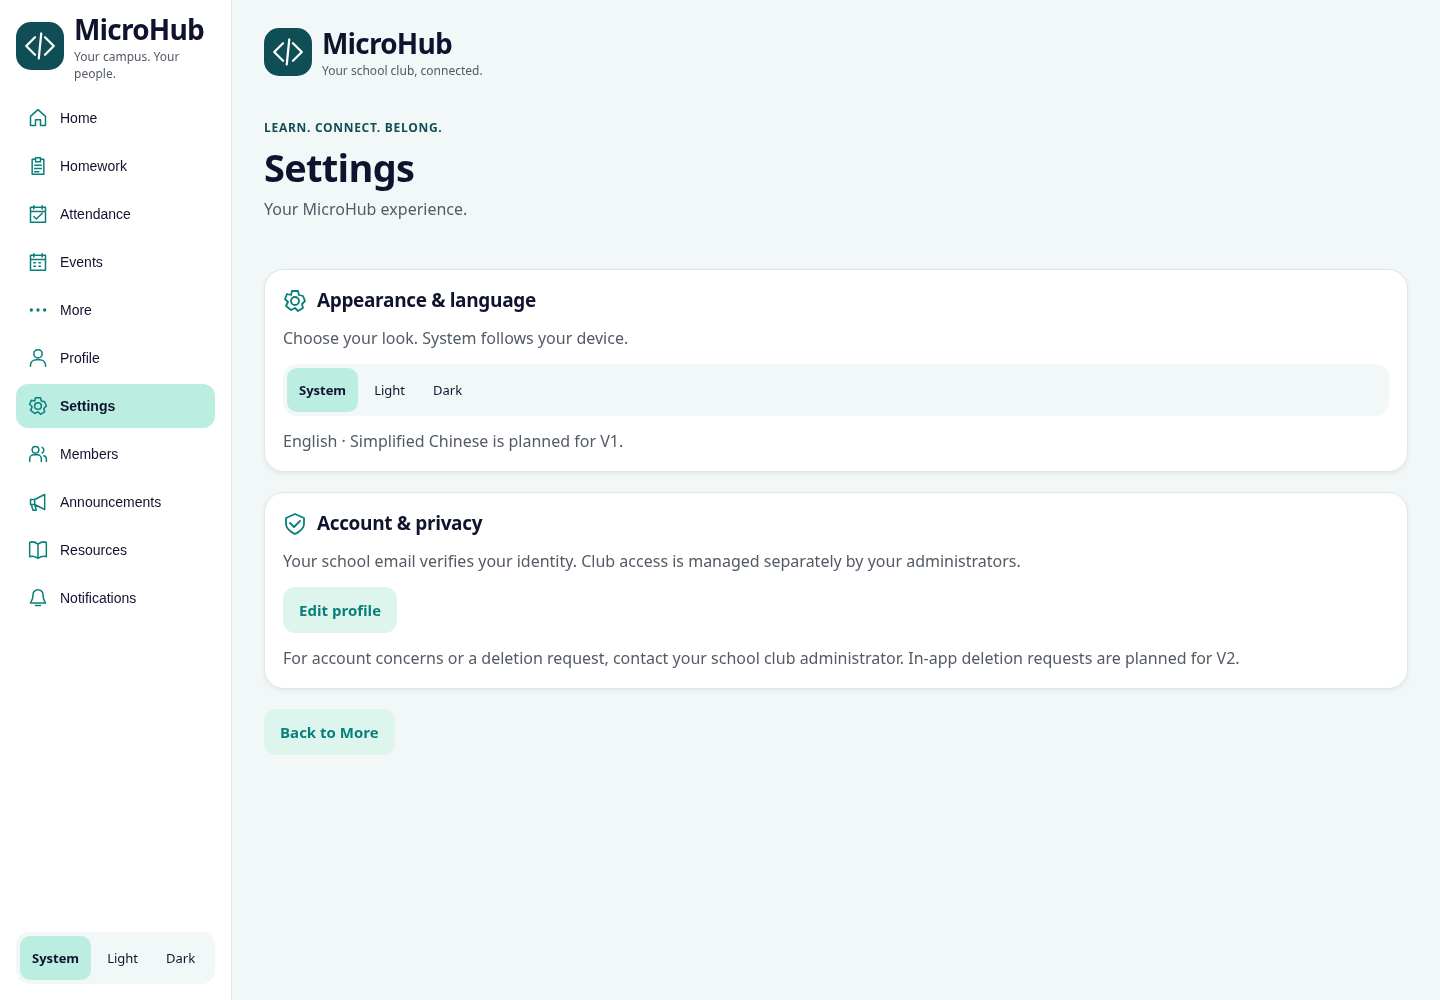 MicroHub
Your campus. Your
people.
Home
Homework
Attendance
Events
More
Profile
Settings
Members
Announcements
Resources
Notifications
System Light Dark
MicroHub
Your school club, connected.
LEARN. CONNECT. BELONG.
Settings
Your MicroHub experience.
Appearance & language
Choose your look. System follows your device.
System Light Dark
English · Simplified Chinese is planned for V1.
Account & privacy
Your school email verifies your identity. Club access is managed separately by your administrators.
Edit profile
For account concerns or a deletion request, contact your school club administrator. In-app deletion requests are planned for V2.
Back to More